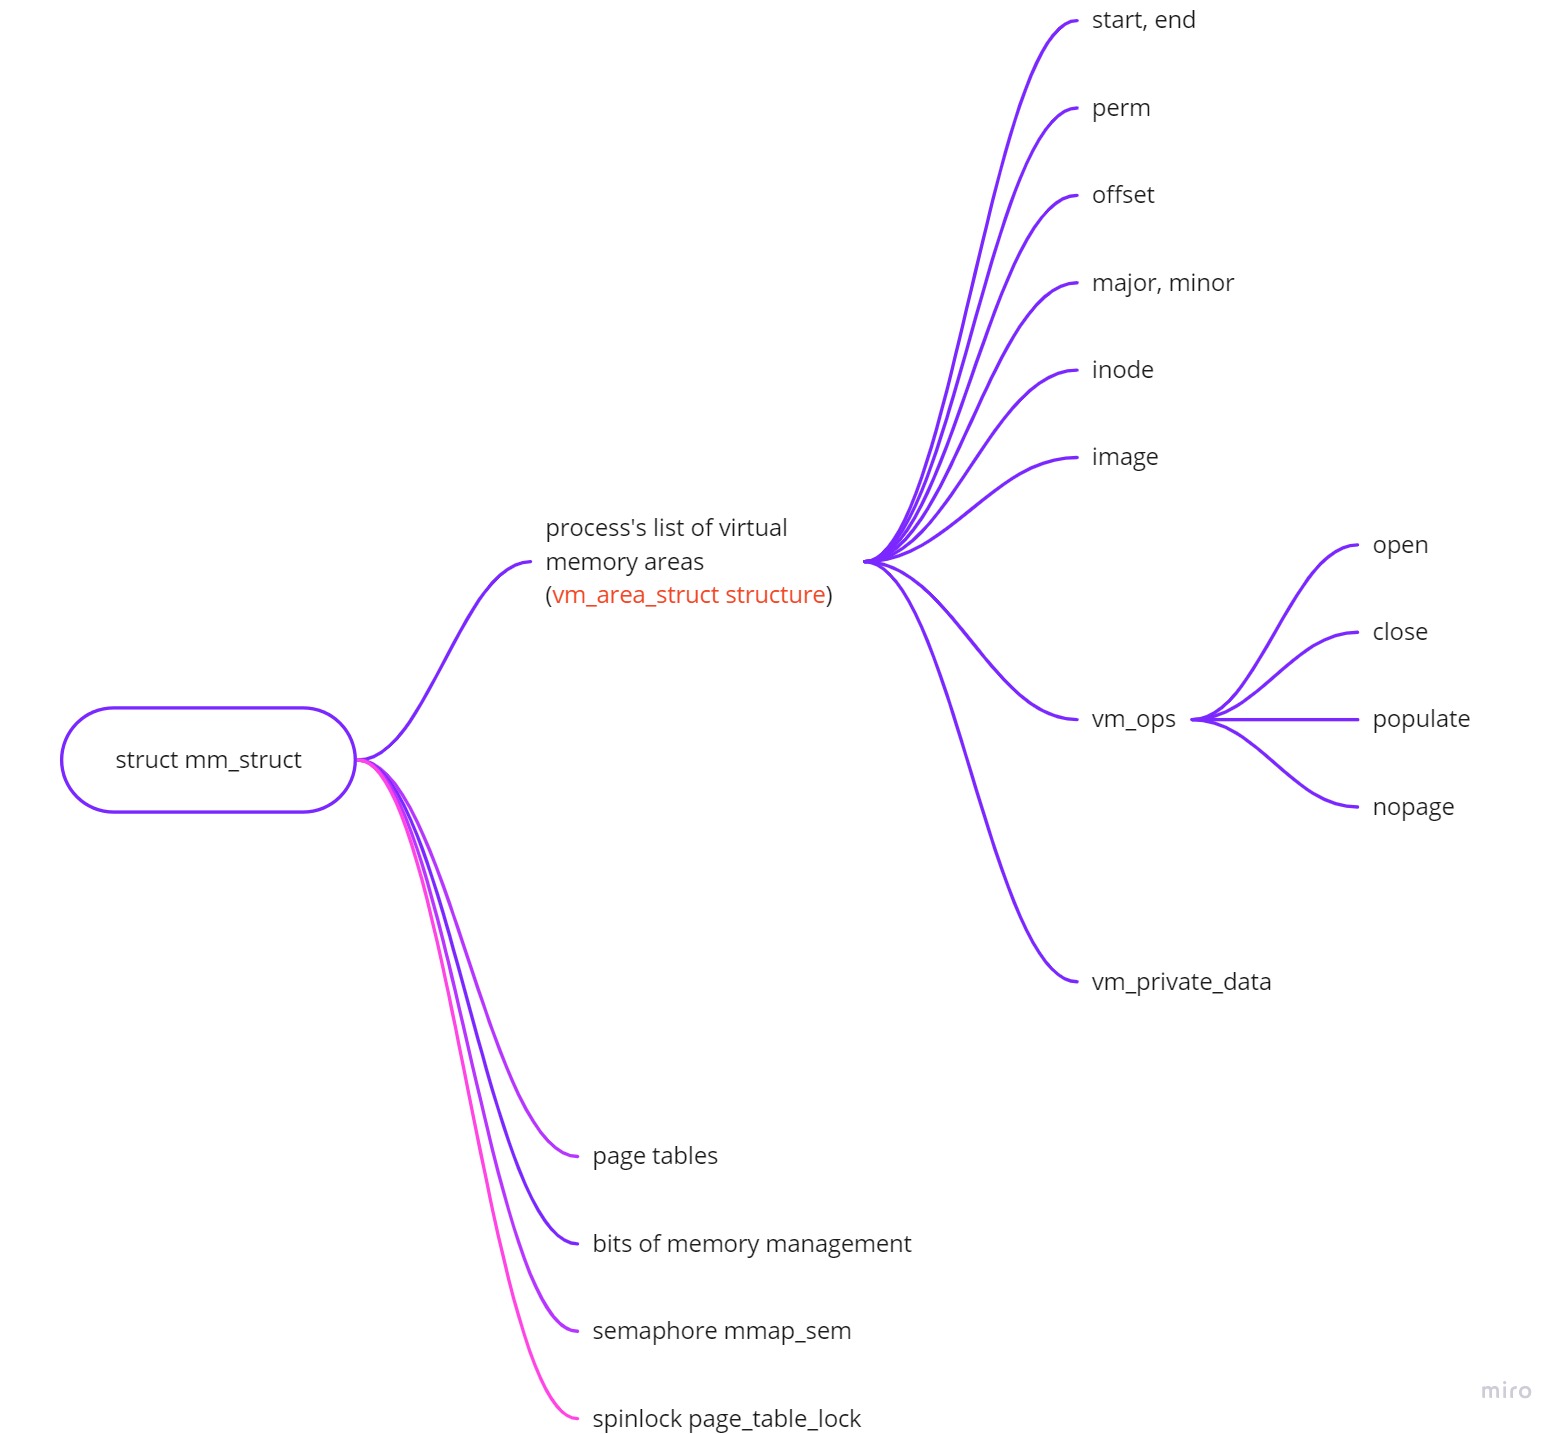 start, end
perm
offset
major, minor
inode
image
process's list of virtual
memory areas
(vm_area_struct structure)
open
close
vm_ops
populate
nopage
struct mm_struct
vm_private_data
page tables
bits of memory management
semaphore mmap_sem
spinlock page_table_lock
miro